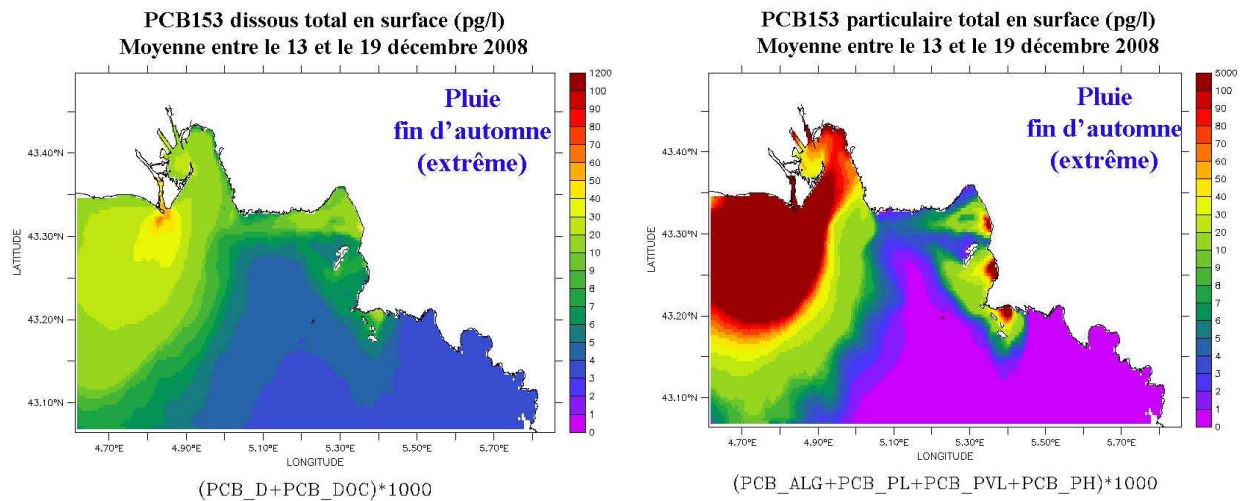 PCB153 dissous total en surface (pg/l)
Moyenne entre le 13 et le 19 décembre 2008
Pluie
fin d'automne
(extrême)
43.40°N
43.30°N
43.20°N
43.10°N
LATITUDE
4.70°E
4.90°E
5.10°E
5.30°E
5.50°E
5.70°E
LONGITUDE
1200
100
90
80
70
60
50
40
30
20
10
9
8
7
6
5
4
3
2
1
0
(PCB_D+PCB_DOC)*1000
PCB153 particulaire total en surface (pg/l)
Moyenne entre le 13 et le 19 décembre 2008
Pluie
fin d'automne
(extrême)
43.40°N
43.30°N
43.20°N
43.10°N
LATITUDE
4.70°E
4.90°E
5.10°E
5.30°E
5.50°E
5.70°E
LONGITUDE
5000
100
90
80
70
60
50
40
30
20
10
9
8
7
6
5
4
3
2
1
0
(PCB_ALG+PCB_PL+PCB_PVL+PCB_PH)*1000